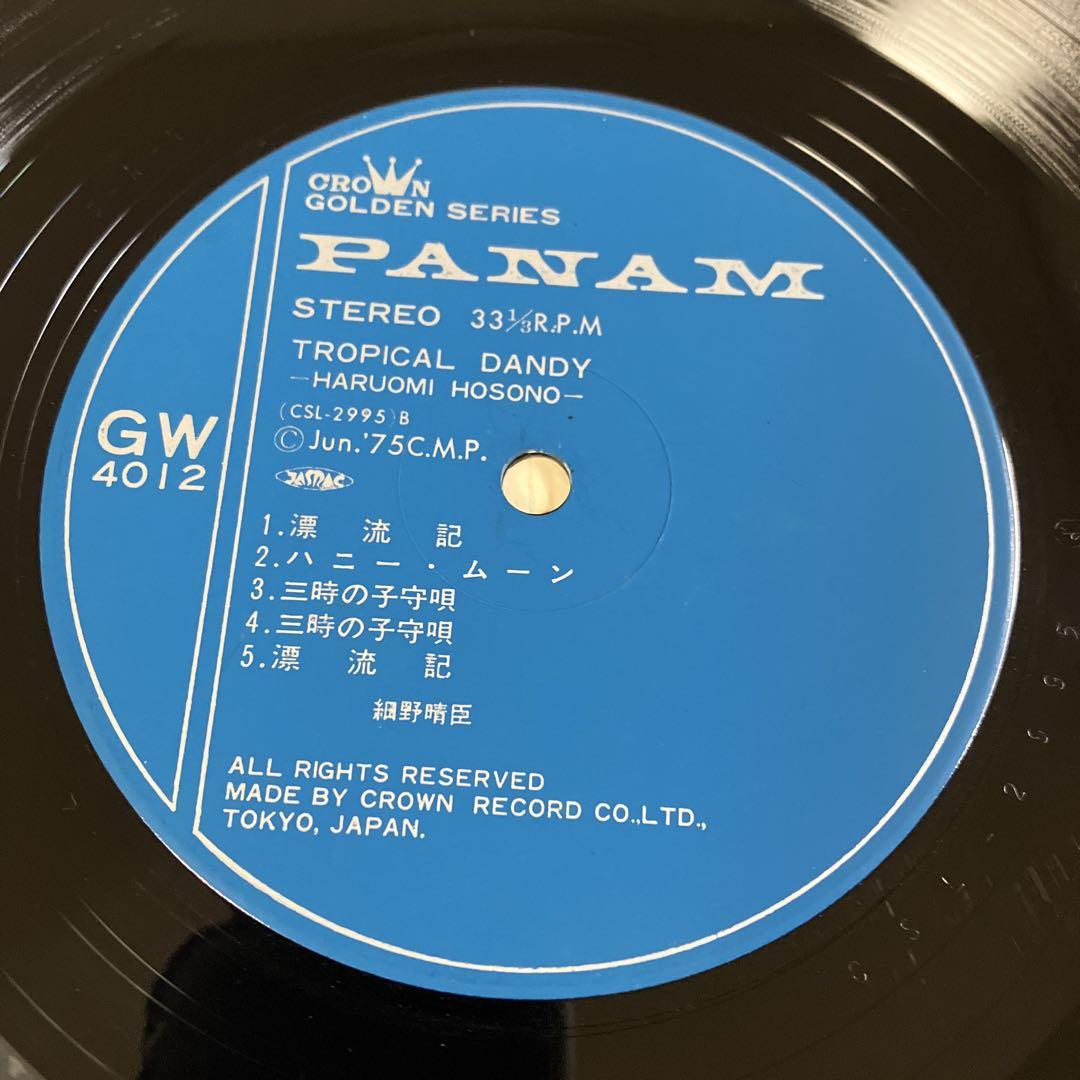 CROWN
GOLDEN SERIES
PANAM
STEREO 33⅓R.P.M
TROPICAL DANDY
—HARUOMI HOSONO—
(CSL-2995)B
©Jun.'75C.M.P.
JASRAC
GW
4012
1.漂 流 記
2.ハ ニ ー ・ ム ー ン
3.三時の子守唄
4.三時の子守唄
5.漂 流 記
細野晴臣
ALL RIGHTS RESERVED
MADE BY CROWN RECORD CO.,LTD.,
TOKYO, JAPAN.